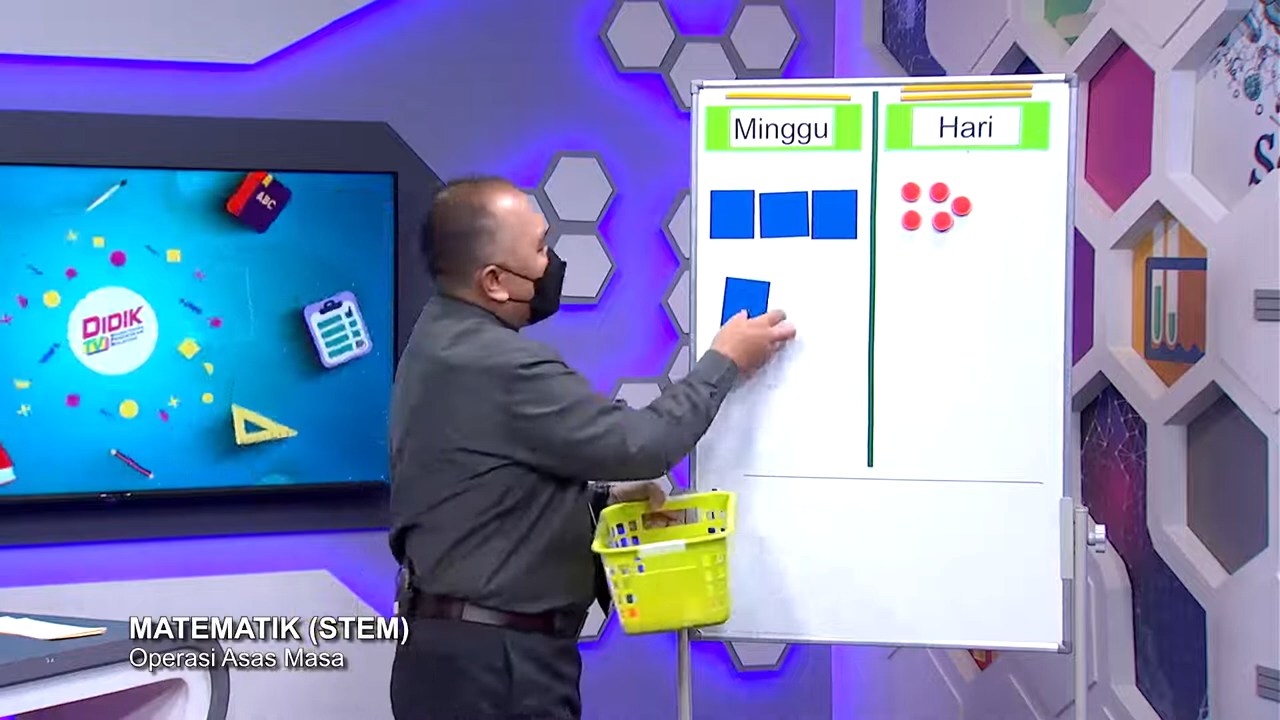 Minggu
Hari
ABC
DIDIK
TV
MATEMATIK (STEM)
Operasi Asas Masa